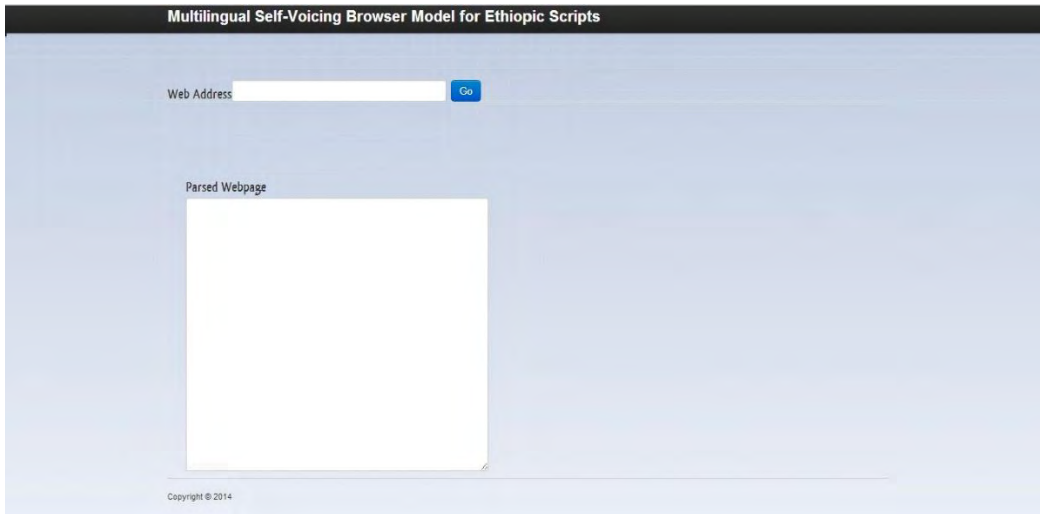 Multilingual Self-Voicing Browser Model for Ethiopic Scripts
Web Address Go
Parsed Webpage
Copyright © 2014